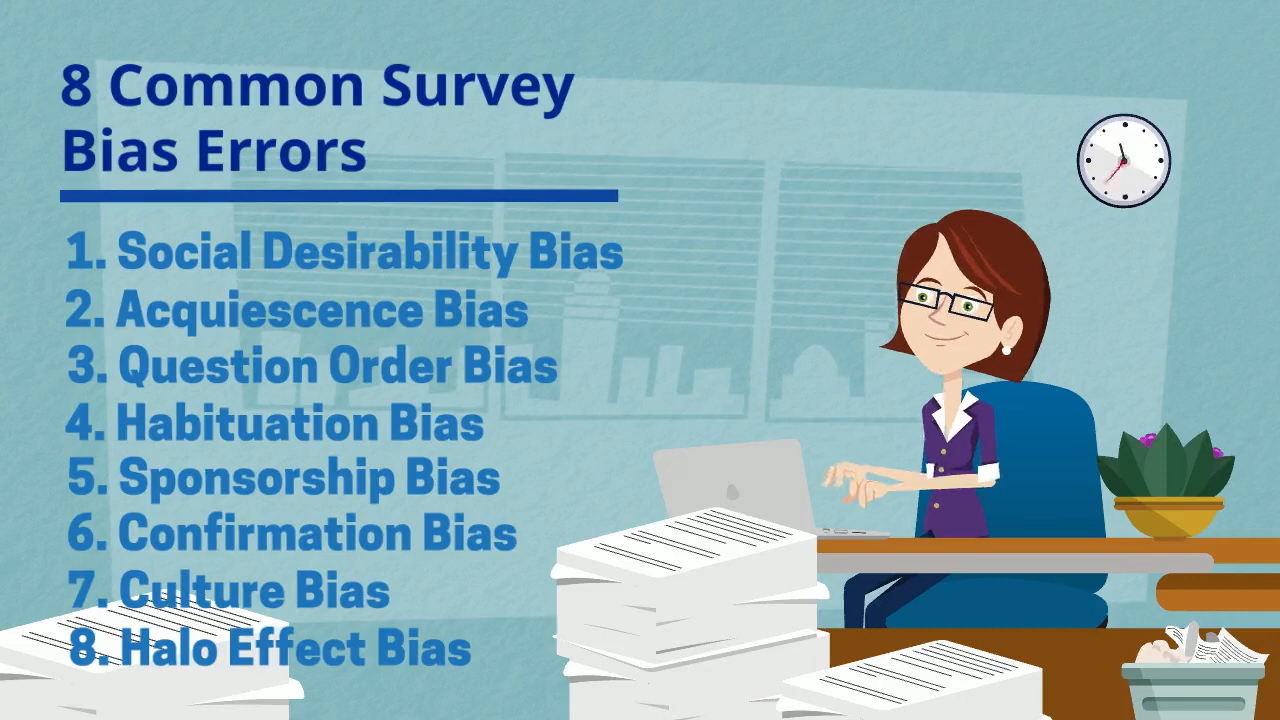 8 Common Survey
Bias Errors
1. Social Desirability Bias
2. Acquiescence Bias
3. Question Order Bias
4. Habituation Bias
5. Sponsorship Bias
6. Confirmation Bias
7. Culture Bias
8. Halo Effect Bias